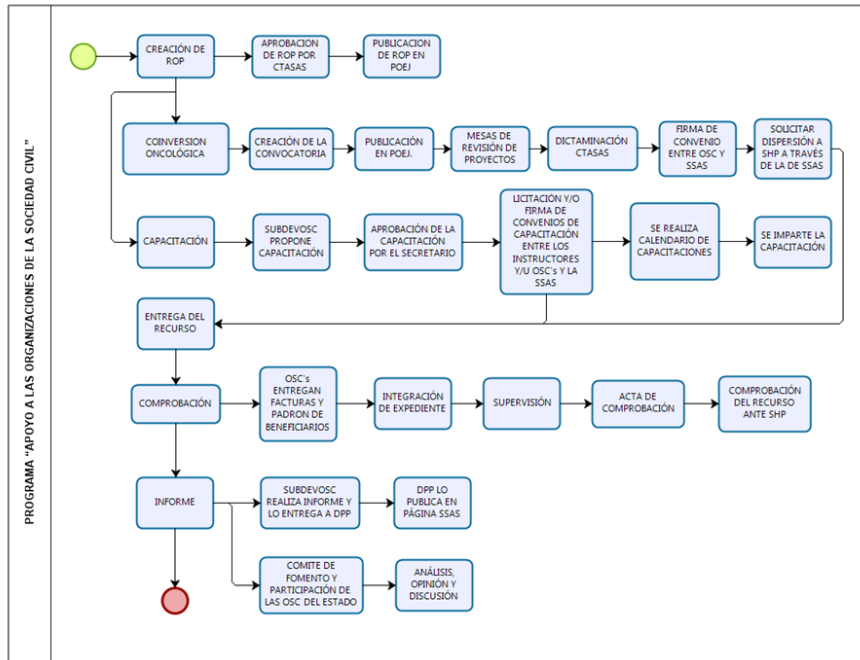 PROGRAMA "APOYO A LAS ORGANIZACIONES DE LA SOCIEDAD CIVIL"
CREACIÓN DE
ROP
APROBACION
DE ROP POR
CTASAS
PUBLICACION
DE ROP EN
POEJ
COINVERSION
ONCOLÓGICA
CREACIÓN DE LA
CONVOCATORIA
PUBLICACIÓN
EN POEJ.
MESAS DE
REVISIÓN DE
PROYECTOS
DICTAMINACIÓN
CTASAS
FIRMA DE
CONVENIO
ENTRE OSC Y
SSAS
SOLICITAR
DISPERSIÓN A
SHP A TRAVÉS
DE LA DE SSAS
CAPACITACIÓN
SUBDEVOSC
PROPONE
CAPACITACIÓN
APROBACIÓN DE LA
CAPACITACIÓN
POR EL SECRETARIO
LICITACIÓN Y/O
FIRMA DE
CONVENIOS DE
CAPACITACIÓN
ENTRE LOS
INSTRUCTORES
Y/U OSC's Y LA
SSAS
SE REALIZA
CALENDARIO DE
CAPACITACIONES
SE IMPARTE LA
CAPACITACIÓN
ENTREGA DEL
RECURSO
COMPROBACIÓN
OSC´s
ENTREGAN
FACTURAS Y
PADRON DE
BENEFICIARIOS
INTEGRACIÓN
DE EXPEDIENTE
SUPERVISIÓN
ACTA DE
COMPROBACIÓN
COMPROBACIÓN
DEL RECURSO
ANTE SHP
INFORME
SUBDEVOSC
REALIZA INFORME Y
LO ENTREGA A DPP
DPP LO
PUBLICA EN
PÁGINA SSAS
COMITE DE
FOMENTO Y
PARTICIPACIÓN DE
LAS OSC DEL ESTADO
ANÁLISIS,
OPINIÓN Y
DISCUSIÓN